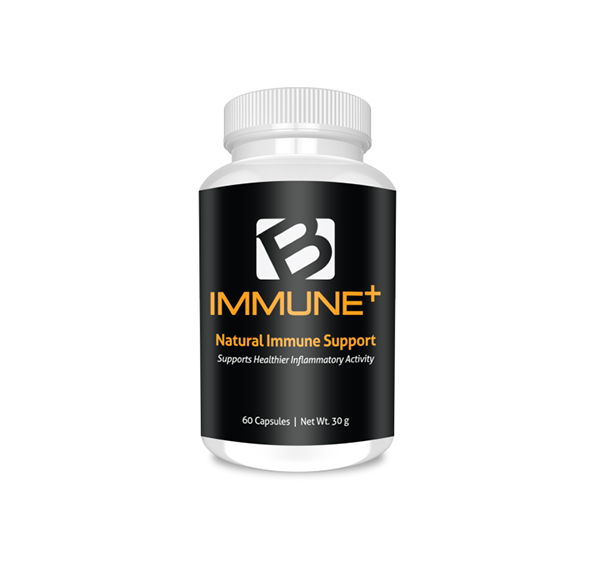 B
IMMUNE+
Natural Immune Support
Supports Healthier Inflammatory Activity
60 Capsules | Net Wt. 30 g